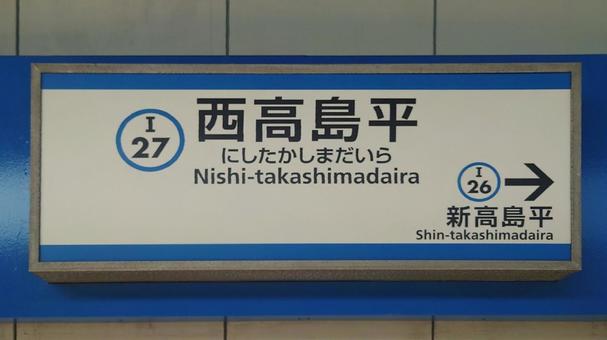 I
27
西高島平
にしたかしまだいら
Nishi-takashimadaira
I
26
新高島平
Shin-takashimadaira